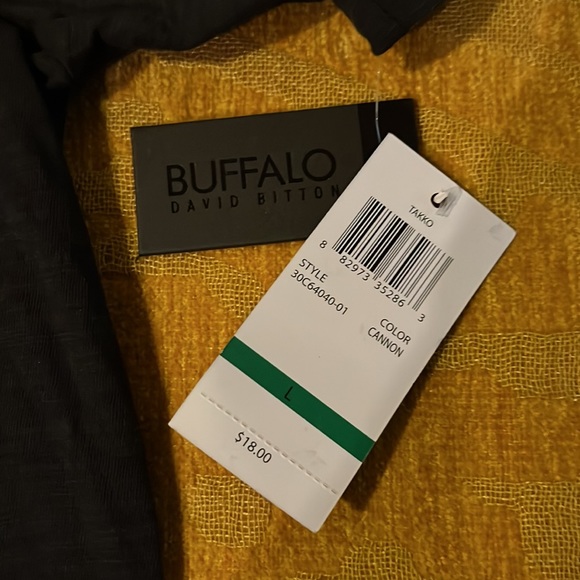 BUFFALO
DAVID BITTON
TAKKO
8 82973 35286 3
STYLE
30C64040-01
COLOR
CANNON
L
$18.00